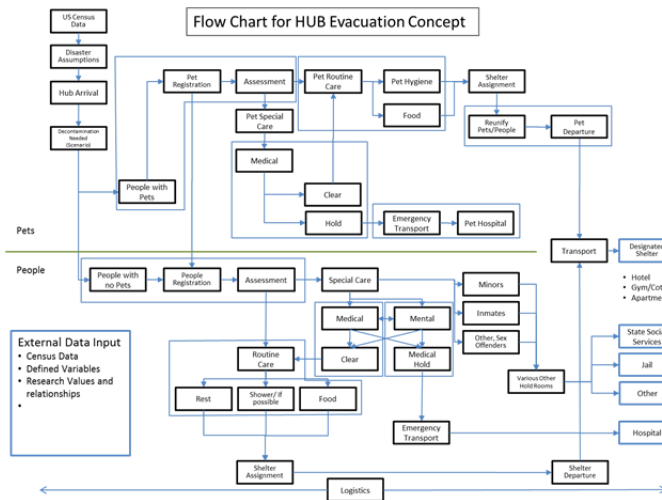 Flow Chart for HUB Evacuation Concept
US Census
Data
Disaster
Assumptions
Hub Arrival
Decontamination
Needed
(Scenario)
People with
Pets
Pet
Registration
Assessment
Pet Routine
Care
Pet Hygiene
Food
Shelter
Assignment
Reunify
Pets/People
Pet
Departure
Pet Special
Care
Medical
Clear
Hold
Emergency
Transport
Pet Hospital
Pets
People
People with
no Pets
People
Registration
Assessment
Special Care
Minors
Inmates
Other, Sex
Offenders
Transport
Designated
Shelter
• Hotel
Gym/Cot
Apartme
Medical
Mental
Clear
Medical
Hold
Routine
Care
Rest
Shower/ if
possible
Food
Various Other
Hold Rooms
State Social
Services
Jail
Other
Emergency
Transport
Hospital
External Data Input
• Census Data
• Defined Variables
• Research Values and
relationships
•
Shelter
Assignment
Shelter
Departure
Logistics